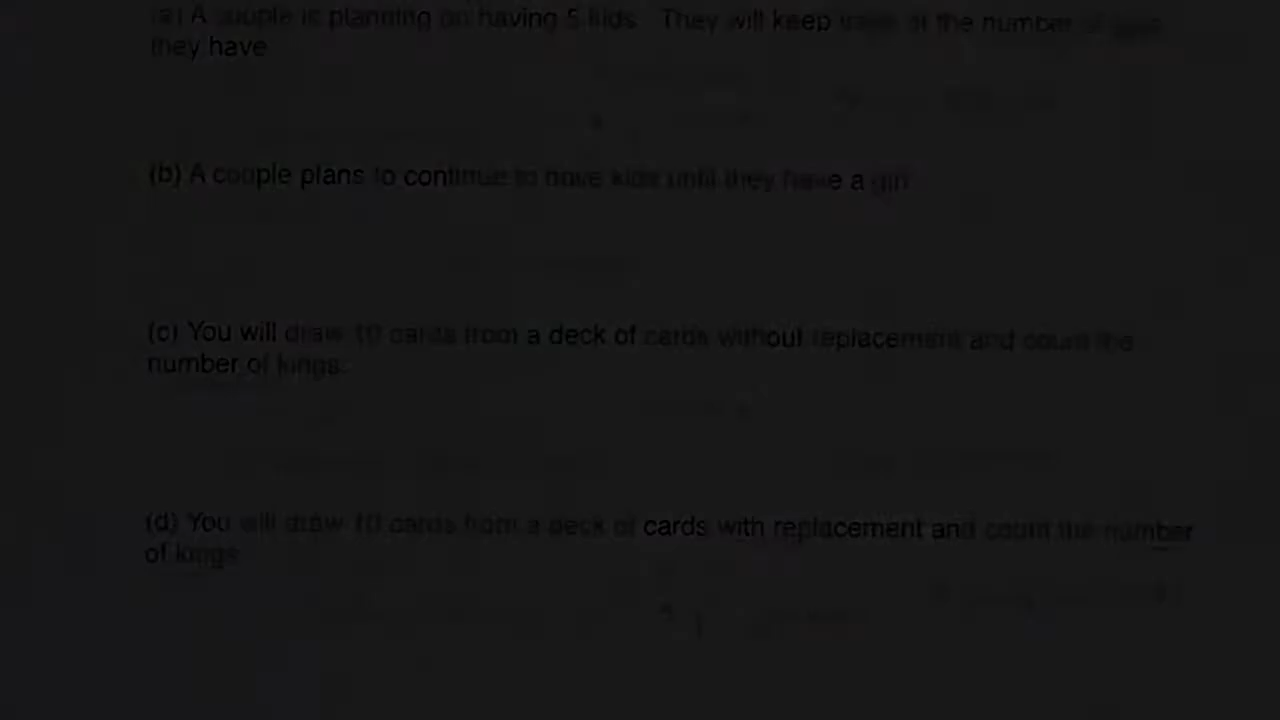 (a) A couple is planning on having 5 kids. They will keep track of the number of
they have
(b) A couple plans to continue to have kids until they have a girl
(c) You will draw 10 cards from a deck of cards without replacement and count the
number of kings.
(d) You will draw 10 cards from a deck of cards with replacement and count the number
of kings